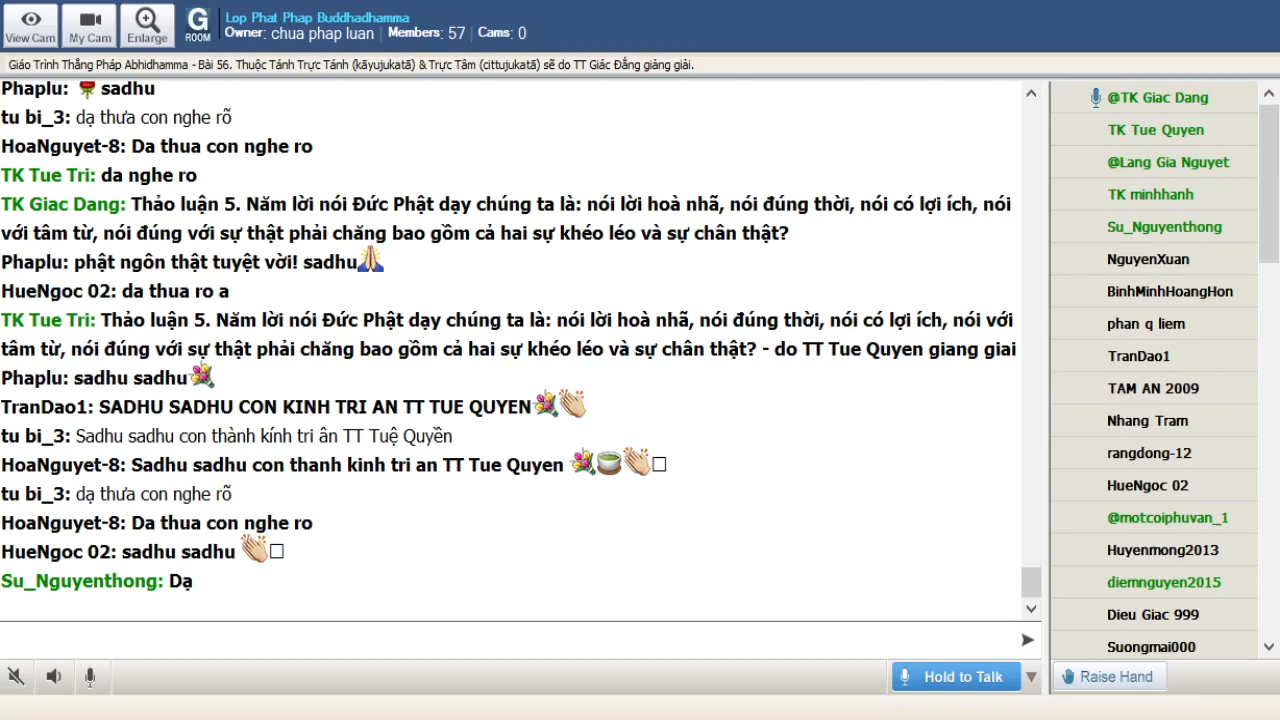 View Cam
My Cam
Enlarge
G
ROOM
Lop Phat Phap Buddhadhamma
Owner: chua phap luan | Members: 57 | Cams: 0
Giáo Trình Thắng Pháp Abhidhamma - Bài 56. Thuộc Tánh Trực Tánh (kāyujukatā) & Trực Tâm (cittujukatā) sẽ do TT Giác Đẳng giảng giải.
Phaplu: sadhu
tu bi_3: dạ thưa con nghe rõ
HoaNguyet-8: Da thua con nghe ro
TK Tue Tri: da nghe ro
TK Giac Dang: Thảo luận 5. Năm lời nói Đức Phật dạy chúng ta là: nói lời hoà nhã, nói đúng thời, nói có lợi ích, nói
với tâm từ, nói đúng với sự thật phải chăng bao gồm cả hai sự khéo léo và sự chân thật?
Phaplu: phật ngôn thật tuyệt vời! sadhu
HueNgoc 02: da thua ro a
TK Tue Tri: Thảo luận 5. Năm lời nói Đức Phật dạy chúng ta là: nói lời hoà nhã, nói đúng thời, nói có lợi ích, nói với
tâm từ, nói đúng với sự thật phải chăng bao gồm cả hai sự khéo léo và sự chân thật? - do TT Tue Quyen giang giai
Phaplu: sadhu sadhu
TranDao1: SADHU SADHU CON KINH TRI AN TT TUE QUYEN
tu bi_3: Sadhu sadhu con thành kính tri ân TT Tuệ Quyền
HoaNguyet-8: Sadhu sadhu con thanh kinh tri an TT Tue Quyen
tu bi_3: dạ thưa con nghe rõ
HoaNguyet-8: Da thua con nghe ro
HueNgoc 02: sadhu sadhu
Su_Nguyenthong: Dạ
@TK Giac Dang
TK Tue Quyen
@Lang Gia Nguyet
TK minhhanh
Su_Nguyenthong
NguyenXuan
BinhMinhHoangHon
phan q liem
TranDao1
TAM AN 2009
Nhang Tram
rangdong-12
HueNgoc 02
@motcoiphuvan_1
Huyenmong2013
diemnguyen2015
Dieu Giac 999
Suongmai000
Hold to Talk
Raise Hand